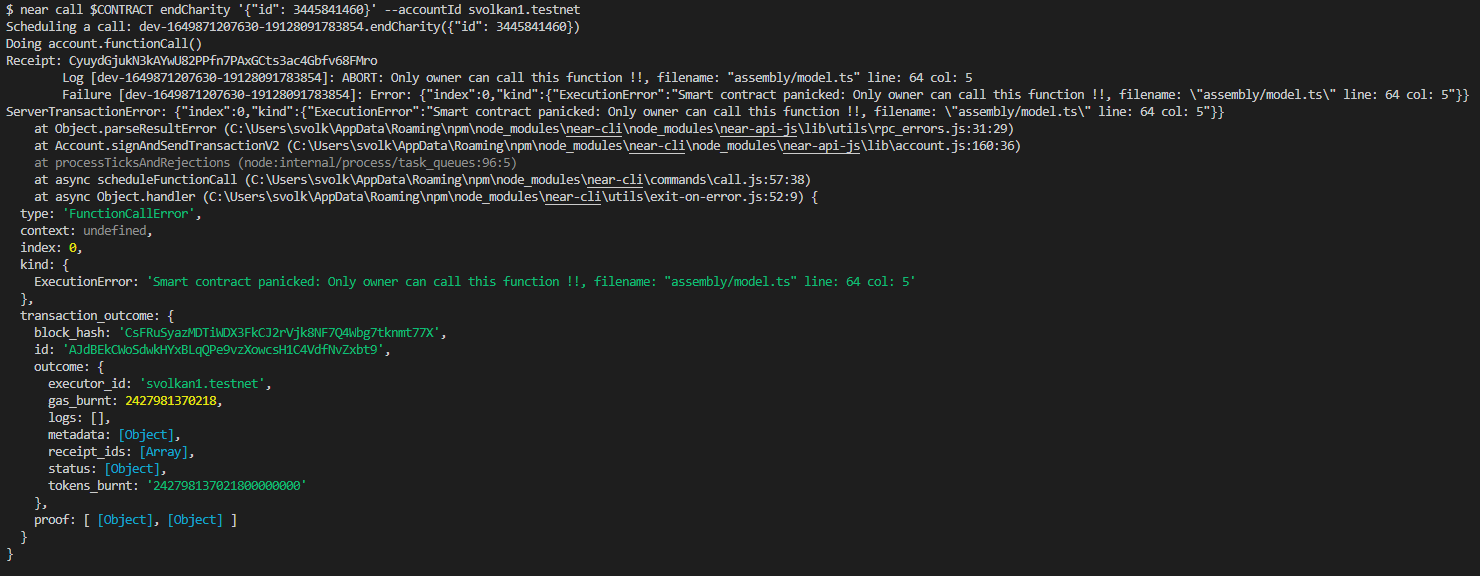 $ near call $CONTRACT endCharity '{"id": 3445841460}' --accountId svolkan1.testnet
Scheduling a call: dev-1649871207630-19128091783854.endCharity({"id": 3445841460})
Doing account.functionCall()
Receipt: CyuydGjukN3kAYwU82PPfn7PAxGCts3ac4Gbfv68FMro
        Log [dev-1649871207630-19128091783854]: ABORT: Only owner can call this function !!, filename: "assembly/model.ts" line: 64 col: 5
        Failure [dev-1649871207630-19128091783854]: Error: {"index":0,"kind":{"ExecutionError":"Smart contract panicked: Only owner can call this function !!, filename: \"assembly/model.ts\" line: 64 col: 5"}}
ServerTransactionError: {"index":0,"kind":{"ExecutionError":"Smart contract panicked: Only owner can call this function !!, filename: \"assembly/model.ts\" line: 64 col: 5"}}
    at Object.parseResultError (C:\Users\svolk\AppData\Roaming\npm\node_modules\near-cli\node_modules\near-api-js\lib\utils\rpc_errors.js:31:29)
    at Account.signAndSendTransactionV2 (C:\Users\svolk\AppData\Roaming\npm\node_modules\near-cli\node_modules\near-api-js\lib\account.js:160:36)
    at processTicksAndRejections (node:internal/process/task_queues:96:5)
    at async scheduleFunctionCall (C:\Users\svolk\AppData\Roaming\npm\node_modules\near-cli\commands\call.js:57:38)
    at async Object.handler (C:\Users\svolk\AppData\Roaming\npm\node_modules\near-cli\utils\exit-on-error.js:52:9) {
  type: 'FunctionCallError',
  context: undefined,
  index: 0,
  kind: {
    ExecutionError: 'Smart contract panicked: Only owner can call this function !!, filename: "assembly/model.ts" line: 64 col: 5'
  },
  transaction_outcome: {
    block_hash: 'CsFRuSyazMDTiWDX3FkCJ2rVjk8NF7Q4Wbg7tknmt77X',
    id: 'AJdBEkCWoSdwkHYxBLqQPe9vzXowcsH1C4VdfNvZxbt9',
    outcome: {
      executor_id: 'svolkan1.testnet',
      gas_burnt: 2427981370218,
      logs: [],
      metadata: [Object],
      receipt_ids: [Array],
      status: [Object],
      tokens_burnt: '242798137021800000000'
    },
    proof: [ [Object], [Object] ]
  }
}